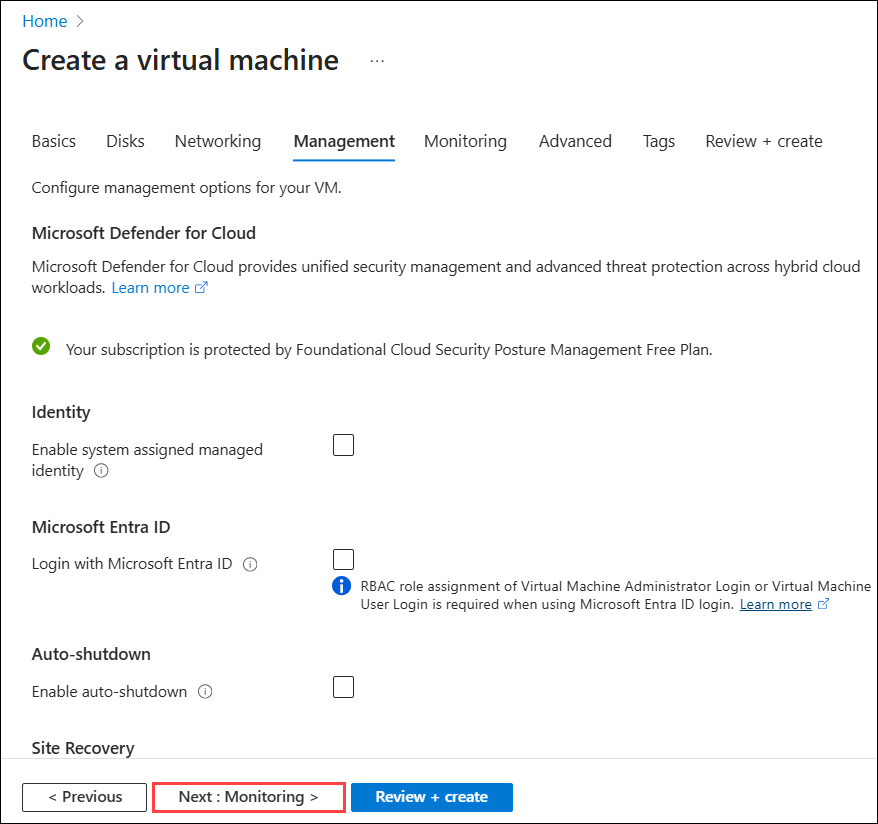 Home >
Create a virtual machine ...
Basics Disks Networking Management Monitoring Advanced Tags Review + create
Configure management options for your VM.
Microsoft Defender for Cloud
Microsoft Defender for Cloud provides unified security management and advanced threat protection across hybrid cloud
workloads. Learn more
Your subscription is protected by Foundational Cloud Security Posture Management Free Plan.
Identity
Enable system assigned managed
identity
Microsoft Entra ID
Login with Microsoft Entra ID
RBAC role assignment of Virtual Machine Administrator Login or Virtual Machine
User Login is required when using Microsoft Entra ID login. Learn more
Auto-shutdown
Enable auto-shutdown
Site Recovery
< Previous Next : Monitoring > Review + create